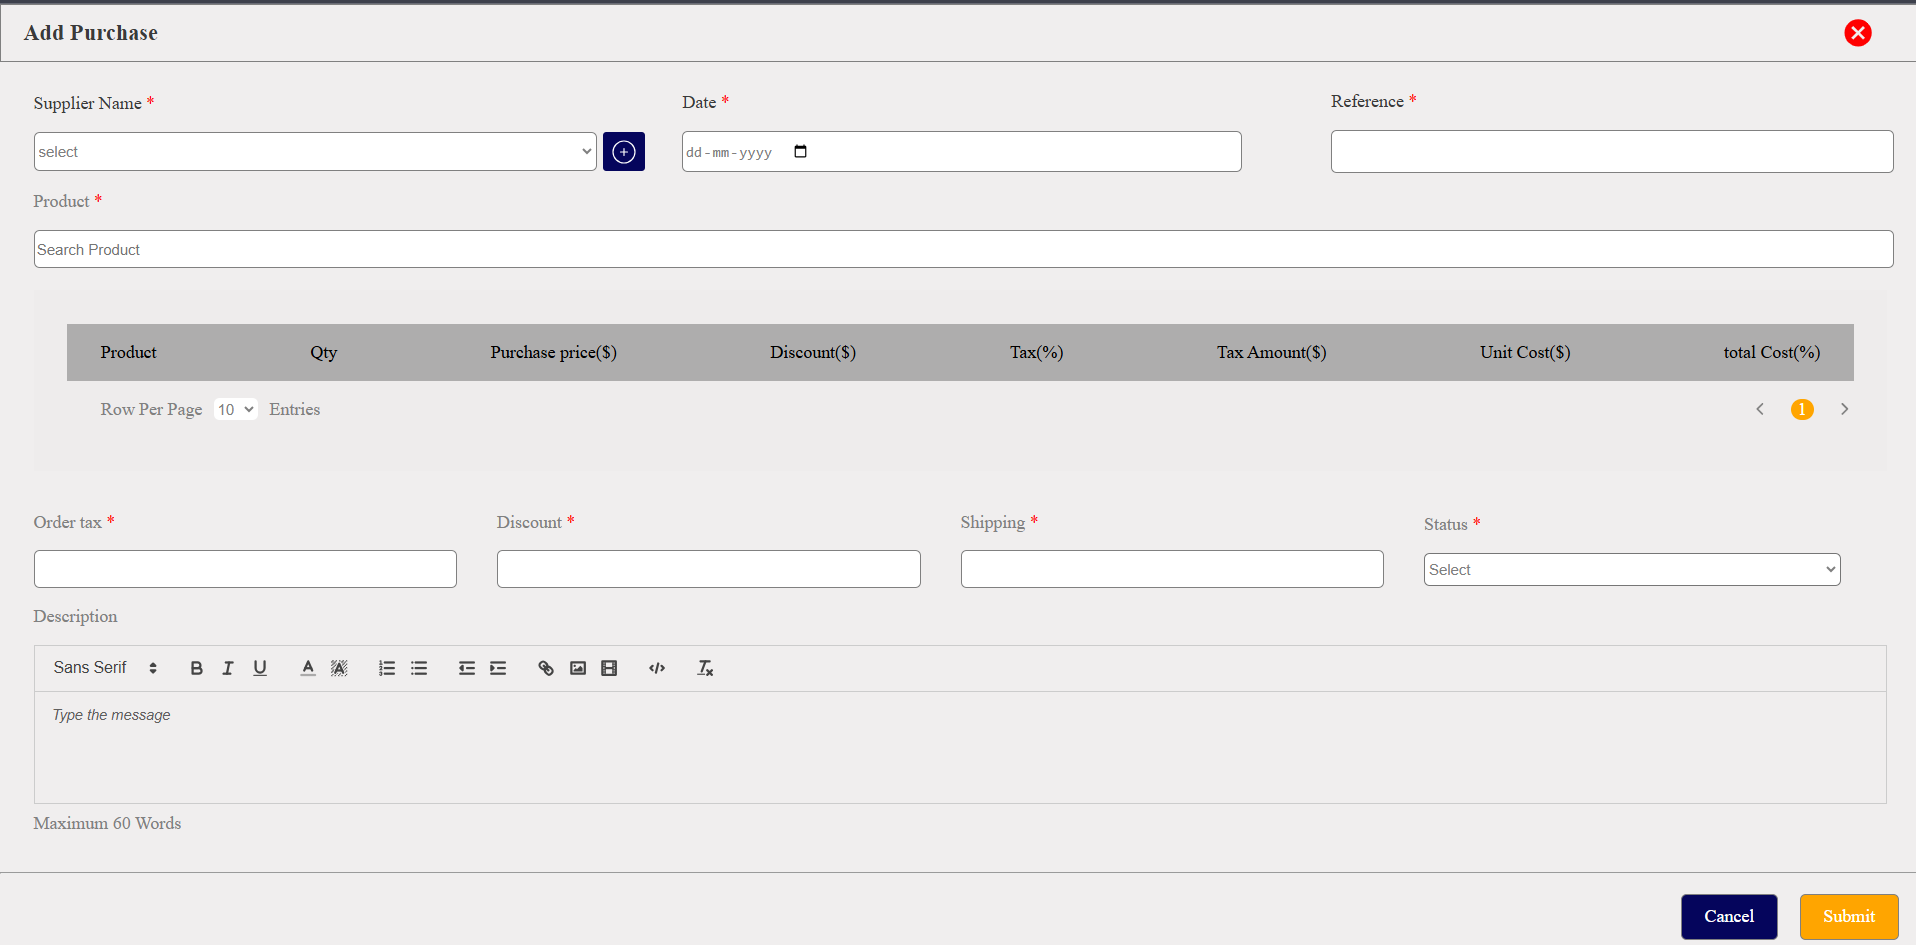 Add Purchase
Supplier Name *
Date *
Reference *
select
dd-mm-yyyy
Product *
Search Product
Product Qty Purchase price($) Discount($) Tax(%) Tax Amount($) Unit Cost($) total Cost(%)
Row Per Page 10 Entries
1
Order tax *
Discount *
Shipping *
Status *
Select
Description
Sans Serif B I U A A
Type the message
Maximum 60 Words
Cancel
Submit